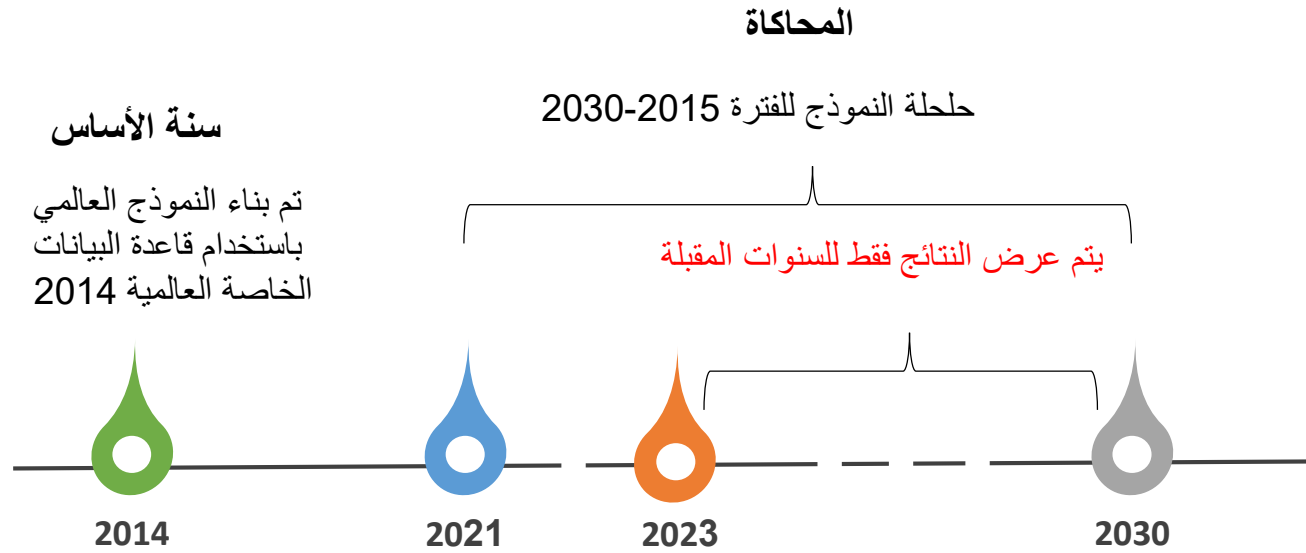 المحاكاة
حلحلة النموذج للفترة 2015-2030
سنة الأساس
تم بناء النموذج العالمي
باستخدام قاعدة البيانات
الخاصة العالمية 2014
يتم عرض النتائج فقط للسنوات المقبلة
2014
2021
2023
2030